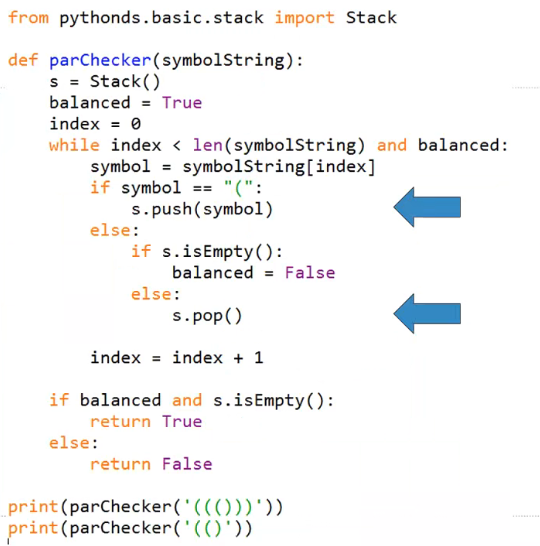 from pythonds.basic.stack import Stack
def parChecker(symbolString):
    s = Stack()
    balanced = True
    index = 0
    while index < len(symbolString) and balanced:
        symbol = symbolString[index]
        if symbol == "(":
            s.push(symbol)
        else:
            if s.isEmpty():
                balanced = False
            else:
                s.pop()
        index = index + 1
    if balanced and s.isEmpty():
        return True
    else:
        return False
print(parChecker('((()))'))
print(parChecker('(()'))